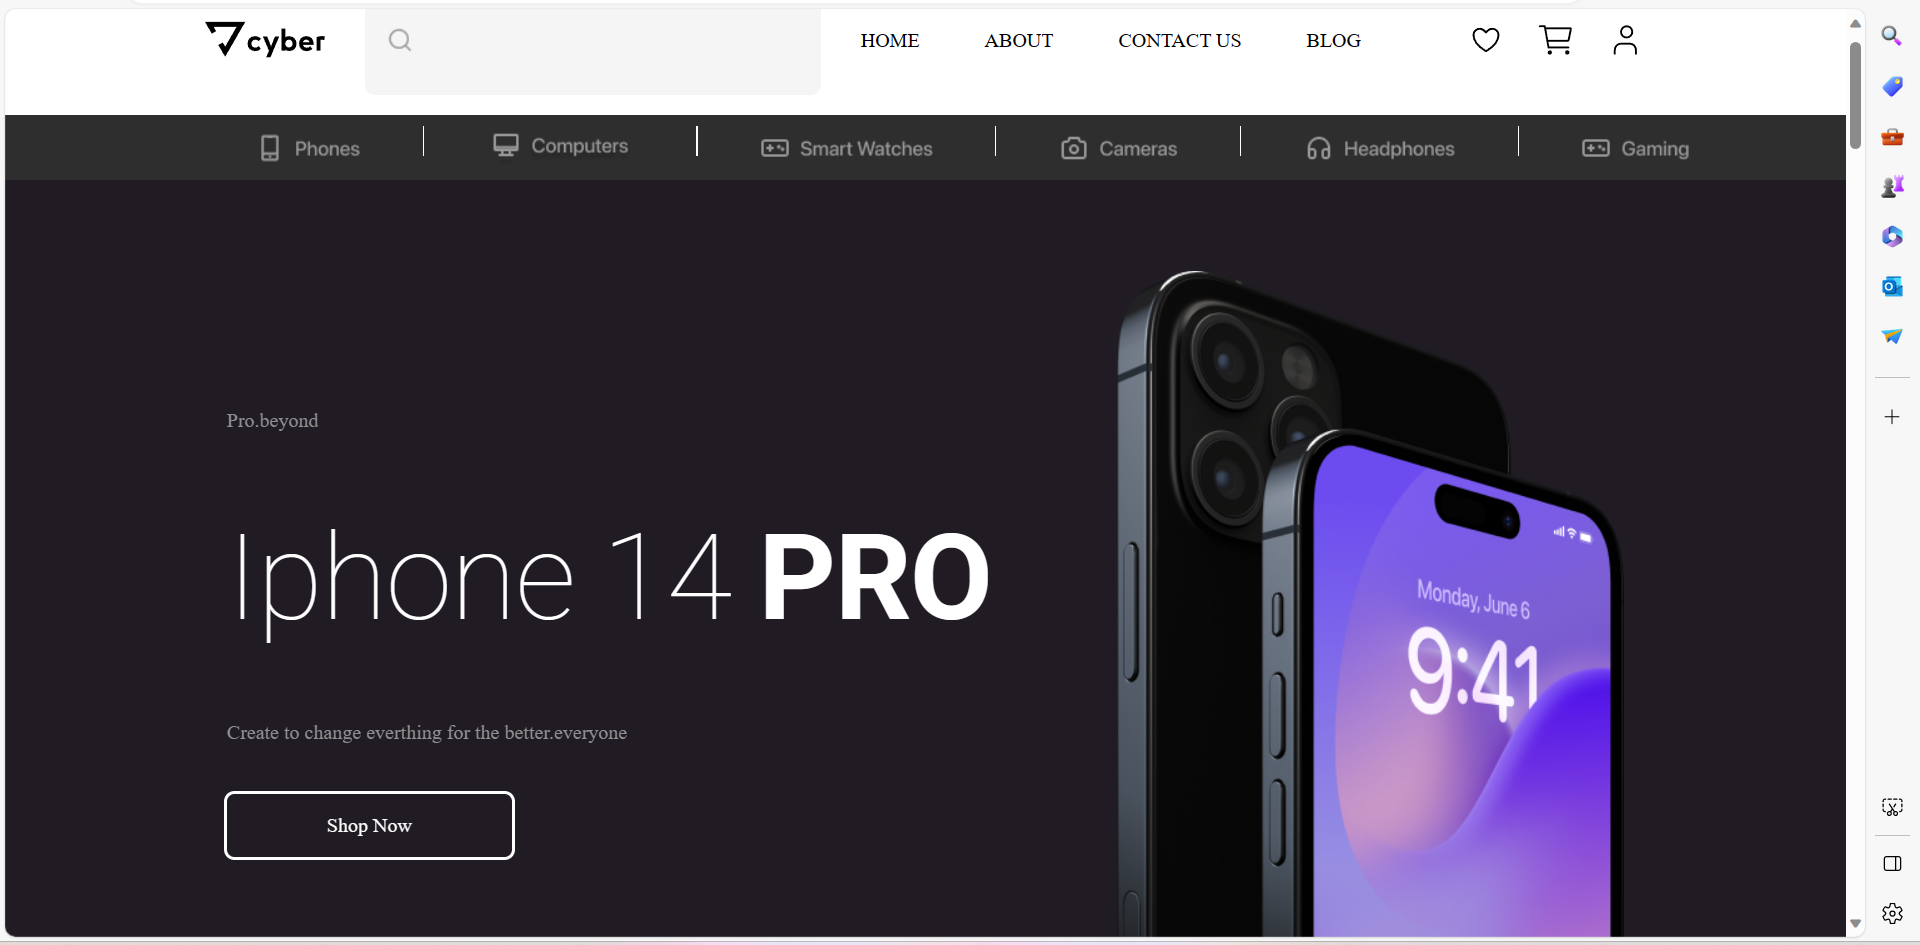 cyber
HOME ABOUT CONTACT US BLOG
Phones Computers Smart Watches Cameras Headphones Gaming
Pro.beyond
Iphone 14 PRO
Monday, June 6
9:41
Create to change everthing for the better.everyone
Shop Now